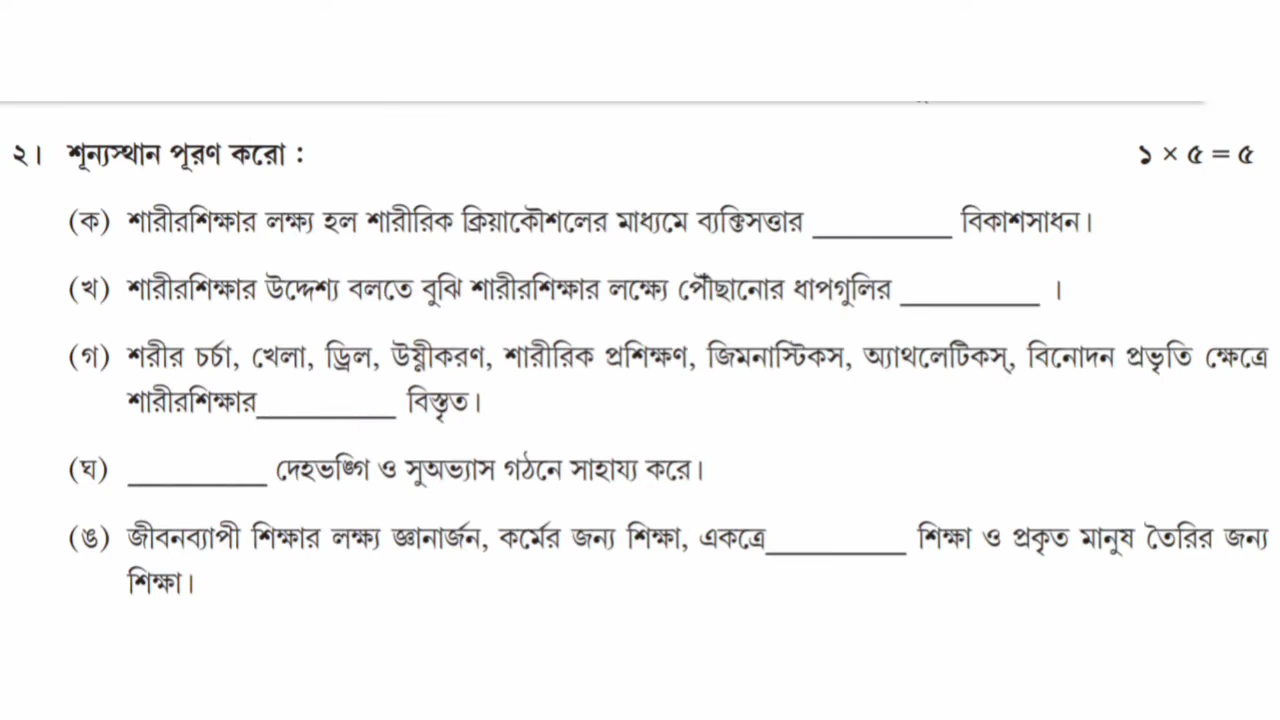 ২। শূন্যস্থান পূরণ করো : ১ × ৫ = ৫
(ক) শারীরশিক্ষার লক্ষ্য হল শারীরিক ক্রিয়াকৌশলের মাধ্যমে ব্যক্তিসত্তার __________ বিকাশসাধন।
(খ) শারীরশিক্ষার উদ্দেশ্য বলতে বুঝি শারীরশিক্ষার লক্ষ্যে পৌঁছানোর ধাপগুলির __________ ।
(গ) শরীর চর্চা, খেলা, ড্রিল, উষ্ণীকরণ, শারীরিক প্রশিক্ষণ, জিমনাস্টিকস, অ্যাথলেটিকস্, বিনোদন প্রভৃতি ক্ষেত্রে
শারীরশিক্ষার__________ বিস্তৃত।
(ঘ) __________ দেহভঙ্গি ও সুঅভ্যাস গঠনে সাহায্য করে।
(ঙ) জীবনব্যাপী শিক্ষার লক্ষ্য জ্ঞানার্জন, কর্মের জন্য শিক্ষা, একত্রে__________ শিক্ষা ও প্রকৃত মানুষ তৈরির জন্য
শিক্ষা।